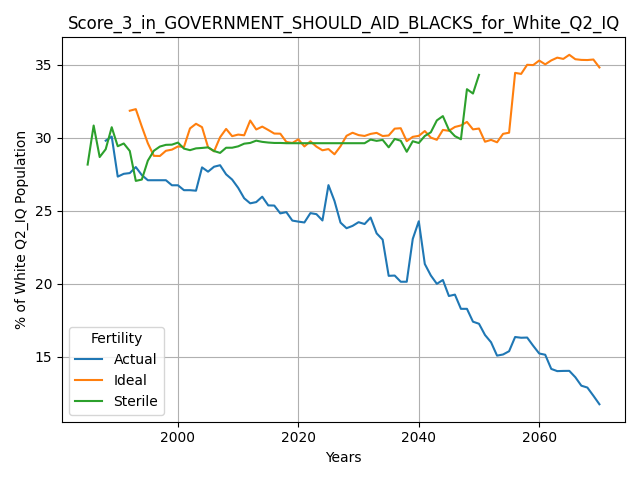 Score_3_in_GOVERNMENT_SHOULD_AID_BLACKS_for_White_Q2_IQ
% of White Q2_IQ Population
35
30
25
20
15
Fertility
Actual
Ideal
Sterile
2000 2020 2040 2060
Years